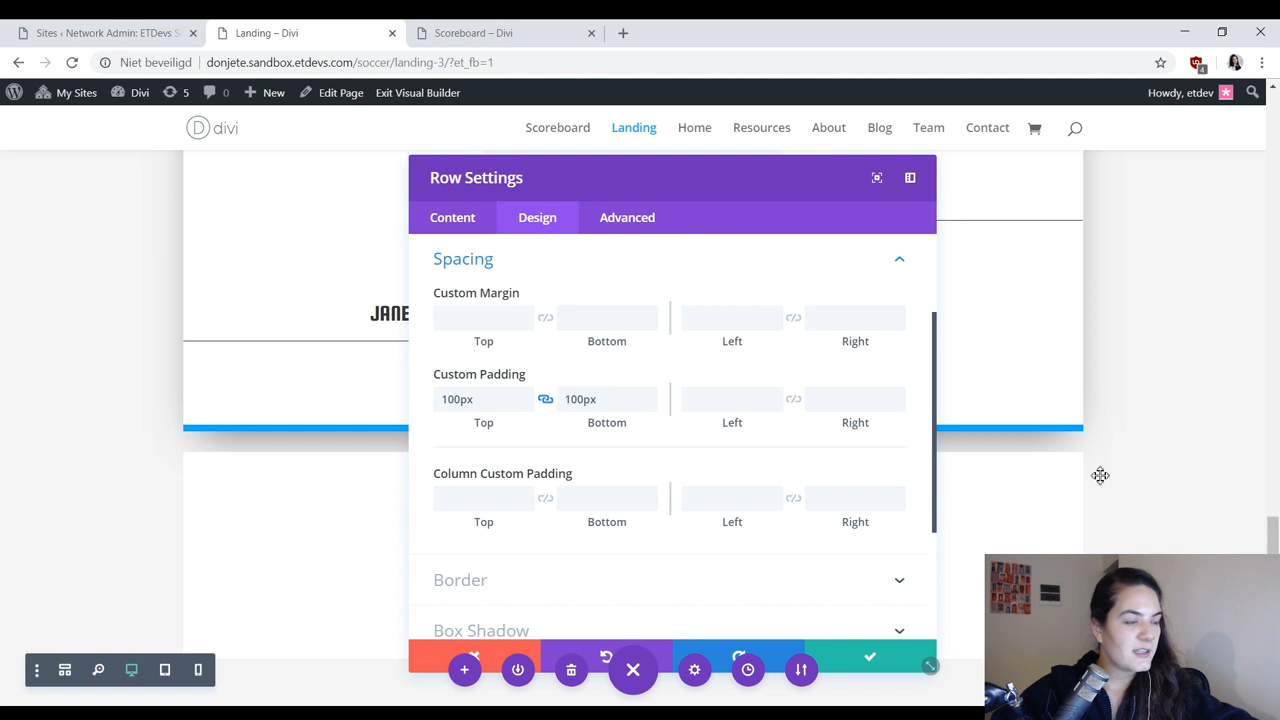 Sites ‹ Network Admin: ETDevs S
Landing – Divi
Scoreboard – Divi
Niet beveiligd
donjete.sandbox.etdevs.com/soccer/landing-3/?et_fb=1
4
My Sites
Divi
5
0
New
Edit Page
Exit Visual Builder
Howdy, etdev
D divi
Scoreboard
Landing
Home
Resources
About
Blog
Team
Contact
Row Settings
Content
Design
Advanced
Spacing
Custom Margin
Top
Bottom
Left
Right
JANE
Custom Padding
100px
100px
Top
Bottom
Left
Right
Column Custom Padding
Top
Bottom
Left
Right
Border
Box Shadow